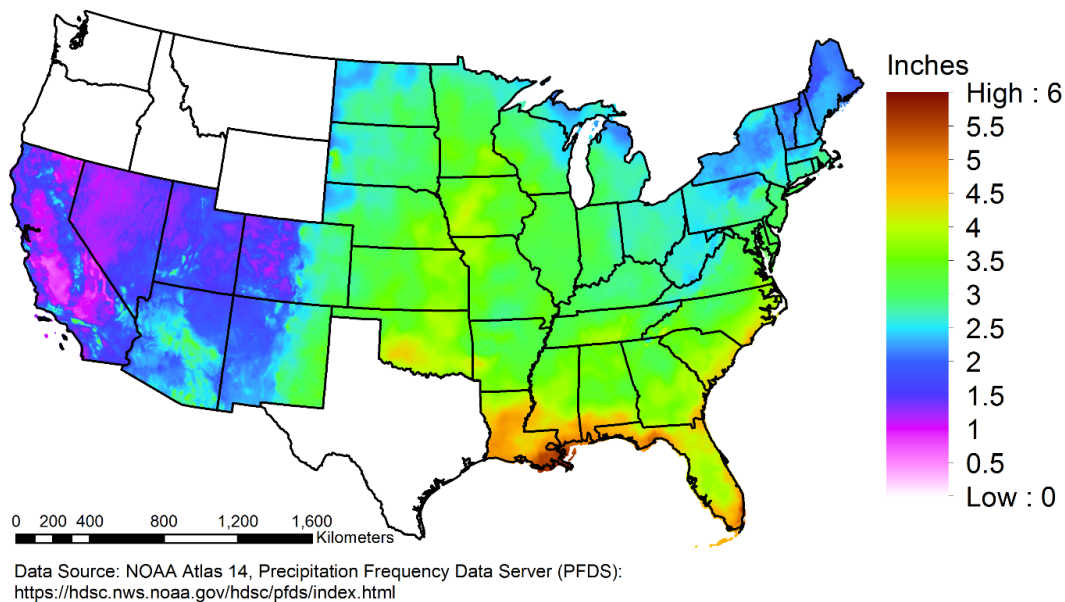 Inches
High : 6
5.5
5
4.5
4
3.5
3
2.5
2
1.5
1
0.5
Low : 0
0 200 400 800 1,200 1,600
Kilometers
Data Source: NOAA Atlas 14, Precipitation Frequency Data Server (PFDS):
https://hdsc.nws.noaa.gov/hdsc/pfds/index.html